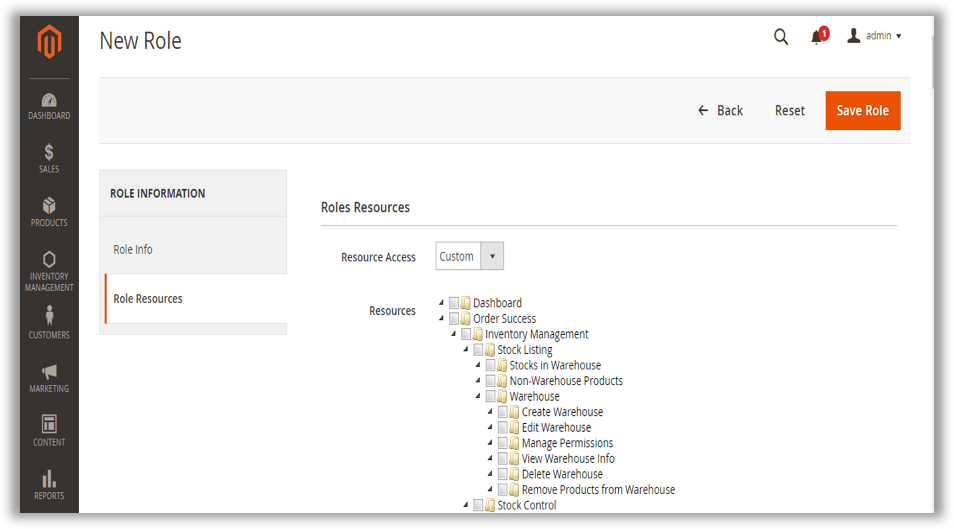 New Role
1
admin
Back
Reset
Save Role
DASHBOARD
SALES
PRODUCTS
INVENTORY
MANAGEMENT
CUSTOMERS
MARKETING
CONTENT
REPORTS
ROLE INFORMATION
Role Info
Role Resources
Roles Resources
Resource Access
Custom
Resources
Dashboard
Order Success
Inventory Management
Stock Listing
Stocks in Warehouse
Non-Warehouse Products
Warehouse
Create Warehouse
Edit Warehouse
Manage Permissions
View Warehouse Info
Delete Warehouse
Remove Products from Warehouse
Stock Control